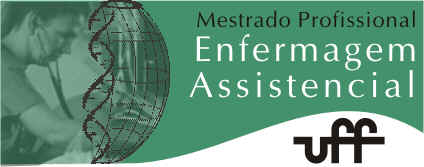 Mestrado Profissional
Enfermagem
Assistencial
uff